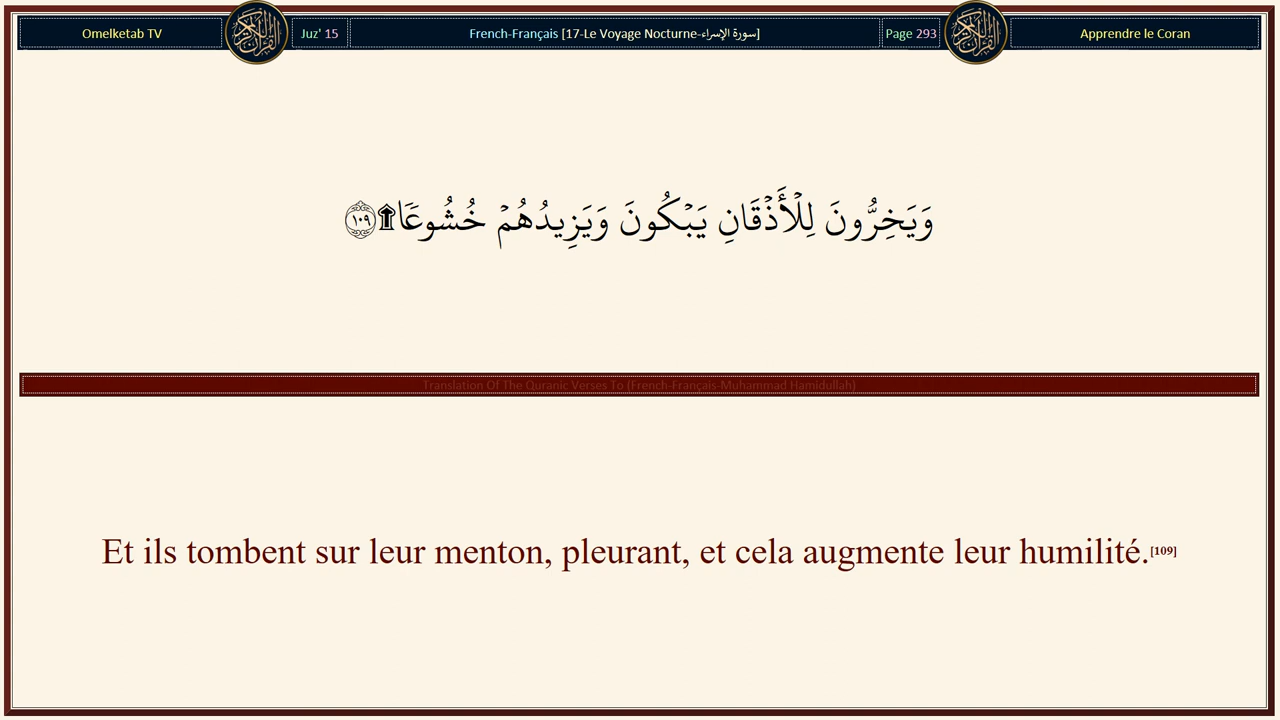 Omelketab TV
Juz' 15
French-Français [17-Le Voyage Nocturne-سورة الإسراء]
Page 293
Apprendre le Coran
وَيَخِرُّونَ لِلۡأَذۡقَانِ يَبۡكُونَ وَيَزِيدُهُمۡ خُشُوعٗا۩ ١٠٩
Translation Of The Quranic Verses To (French-Français-Muhammad Hamidullah)
Et ils tombent sur leur menton, pleurant, et cela augmente leur humilité.[109]